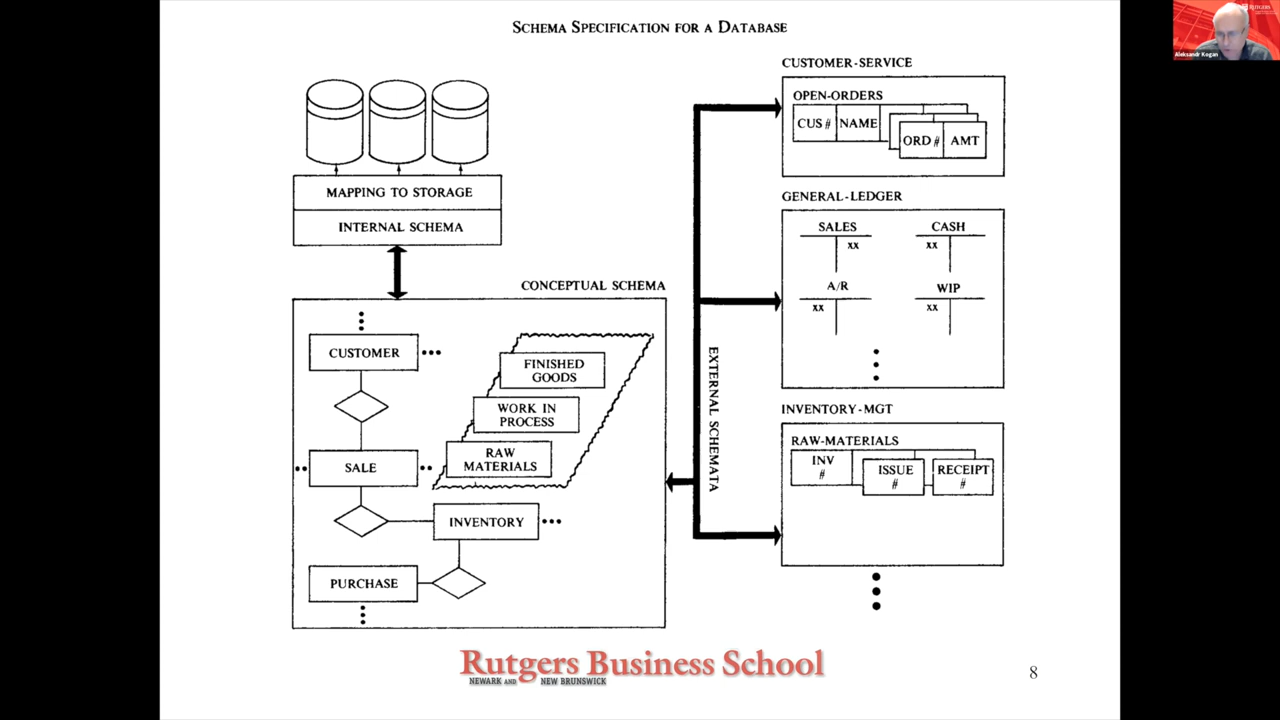 SCHEMA SPECIFICATION FOR A DATABASE
MAPPING TO STORAGE
INTERNAL SCHEMA
CONCEPTUAL SCHEMA
CUSTOMER
SALE
PURCHASE
INVENTORY
FINISHED
GOODS
WORK IN
PROCESS
RAW
MATERIALS
EXTERNAL SCHEMATA
CUSTOMER-SERVICE
OPEN-ORDERS
CUS # NAME
ORD # AMT
GENERAL-LEDGER
SALES CASH
xx xx
A/R WIP
xx xx
INVENTORY-MGT
RAW-MATERIALS
INV
#
ISSUE
#
RECEIPT
#
Rutgers Business School
NEWARK AND NEW BRUNSWICK
8
Aleksandr Kogan